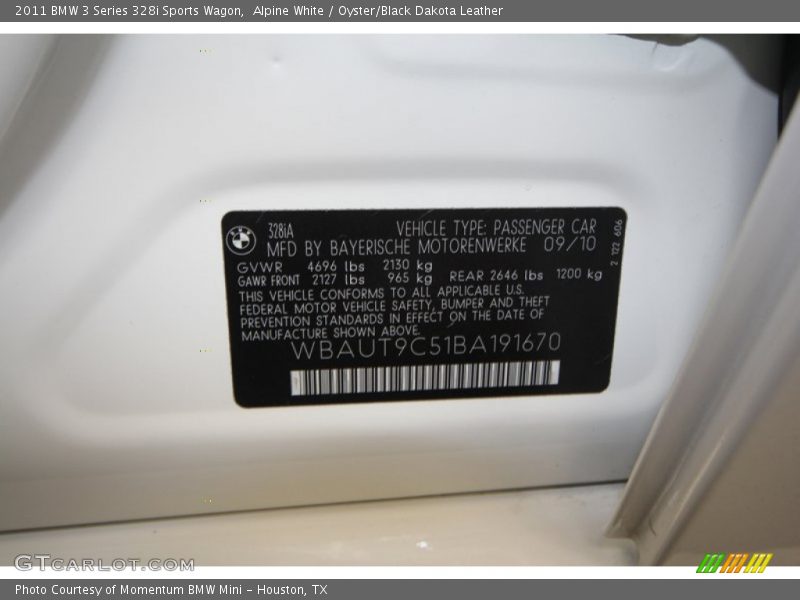 2011 BMW 3 Series 328i Sports Wagon,  Alpine White / Oyster/Black Dakota Leather
328iA VEHICLE TYPE: PASSENGER CAR
MFD BY BAYERISCHE MOTORENWERKE 09/10
GVWR 4696 lbs 2130 kg
GAWR FRONT 2127 lbs 965 kg REAR 2646 lbs 1200 kg
THIS VEHICLE CONFORMS TO ALL APPLICABLE U.S.
FEDERAL MOTOR VEHICLE SAFETY, BUMPER AND THEFT
PREVENTION STANDARDS IN EFFECT ON THE DATE OF
MANUFACTURE SHOWN ABOVE.
WBAUT9C51BA191670
2 122 606
GTCARLOT.COM
Photo Courtesy of Momentum BMW Mini - Houston, TX